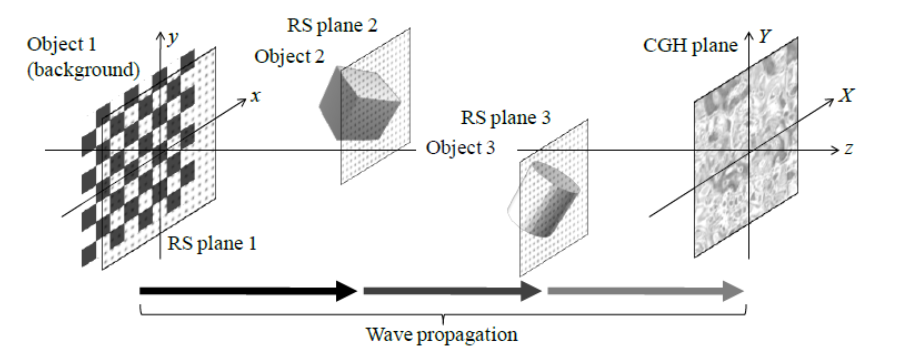 RS plane 2
Object 1
(background)
y
Object 2
CGH plane
Y
x
X
RS plane 3
Object 3
z
RS plane 1
Wave propagation